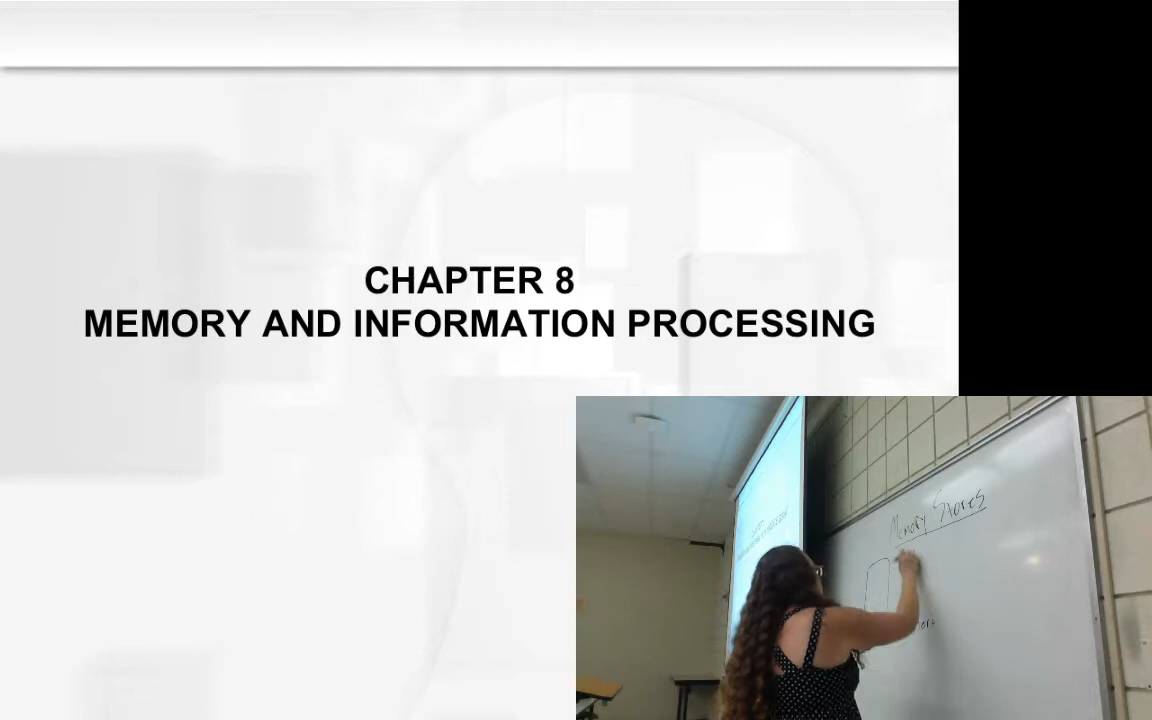 CHAPTER 8
MEMORY AND INFORMATION PROCESSING
Memory Stores